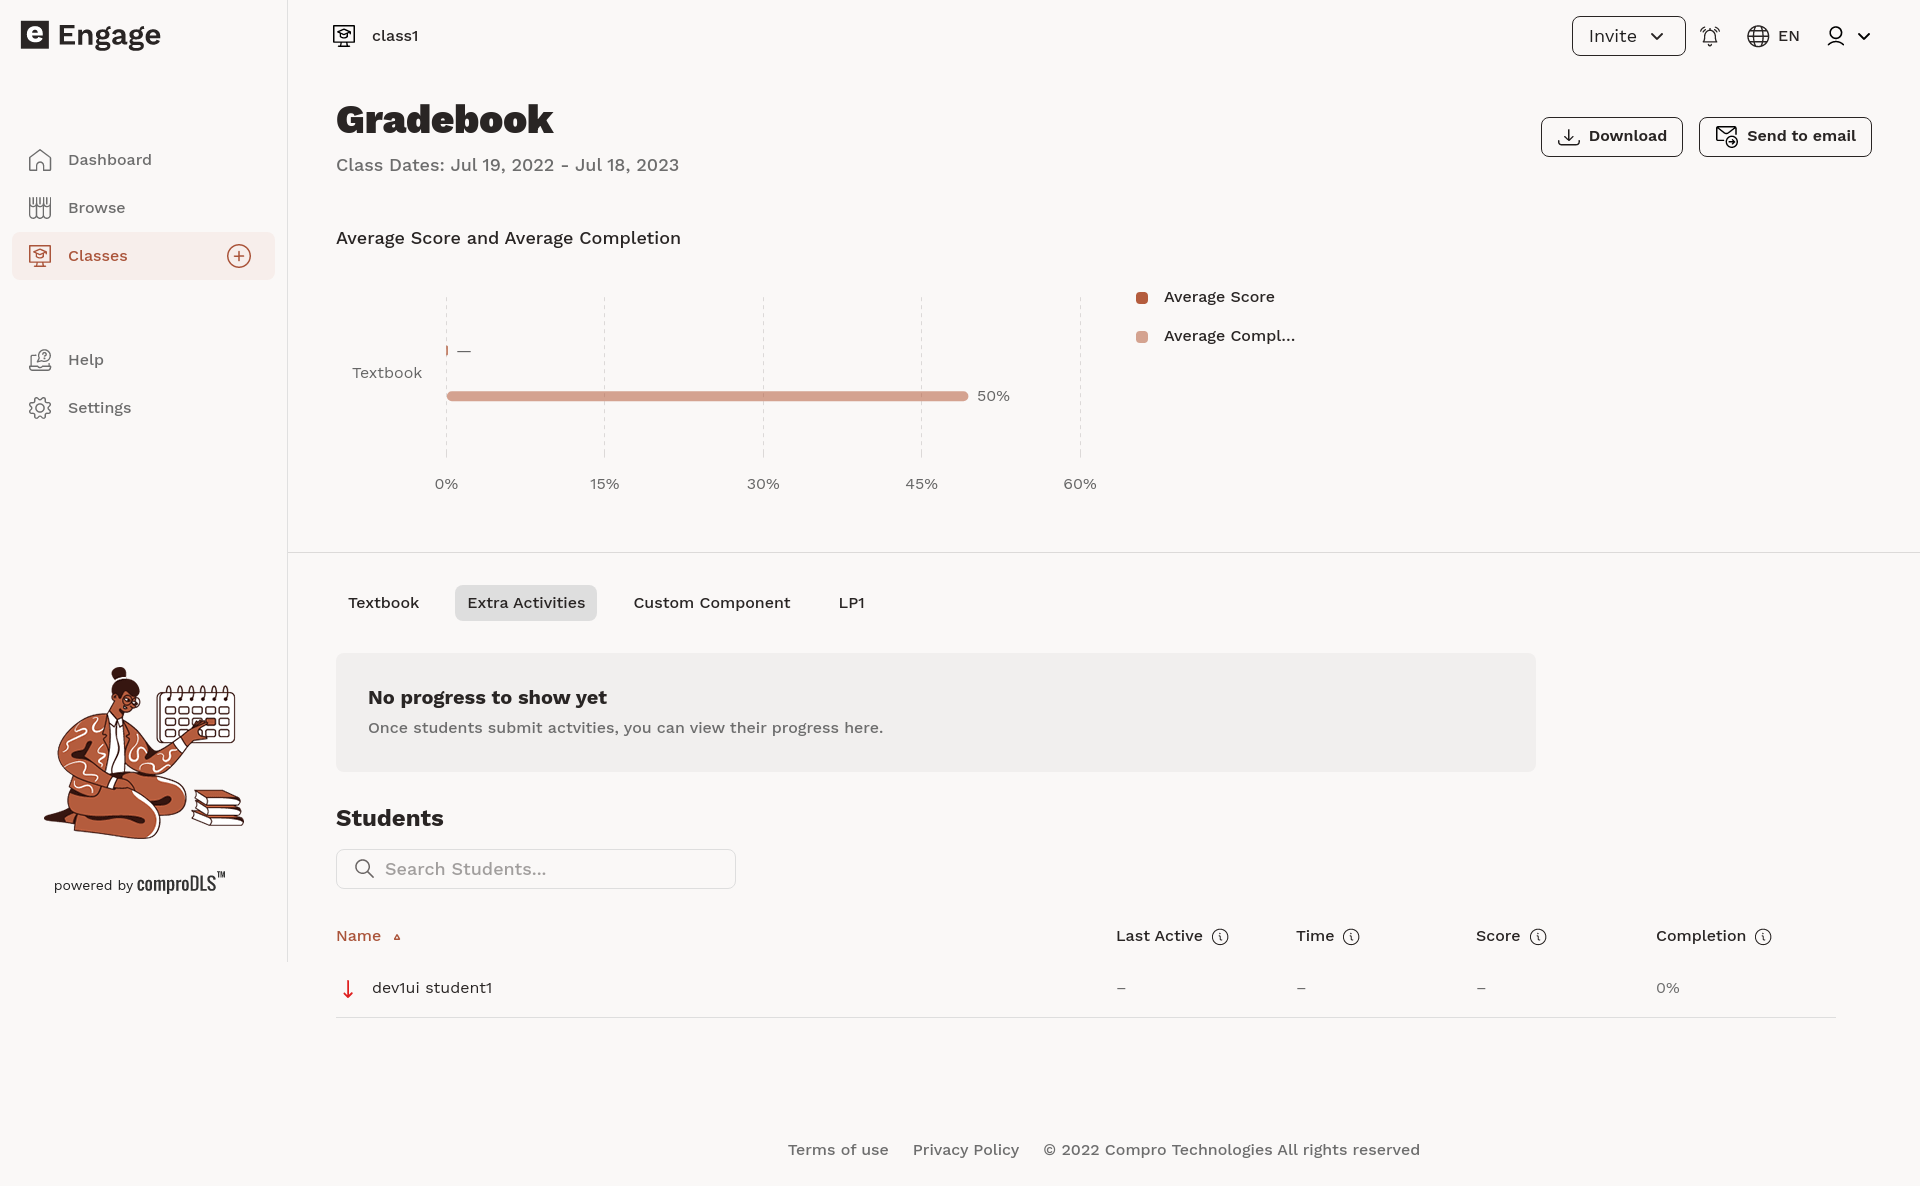 e Engage
class1
Invite
EN
Gradebook
Class Dates: Jul 19, 2022 - Jul 18, 2023
Download
Send to email
Dashboard
Browse
Classes
Help
Settings
Average Score and Average Completion
Average Score
Average Compl...
Textbook
—
50%
0%
15%
30%
45%
60%
Textbook
Extra Activities
Custom Component
LP1
No progress to show yet
Once students submit actvities, you can view their progress here.
Students
Search Students...
powered by comproDLS™
Name
Last Active
Time
Score
Completion
dev1ui student1
–
–
–
0%
Terms of use
Privacy Policy
© 2022 Compro Technologies All rights reserved